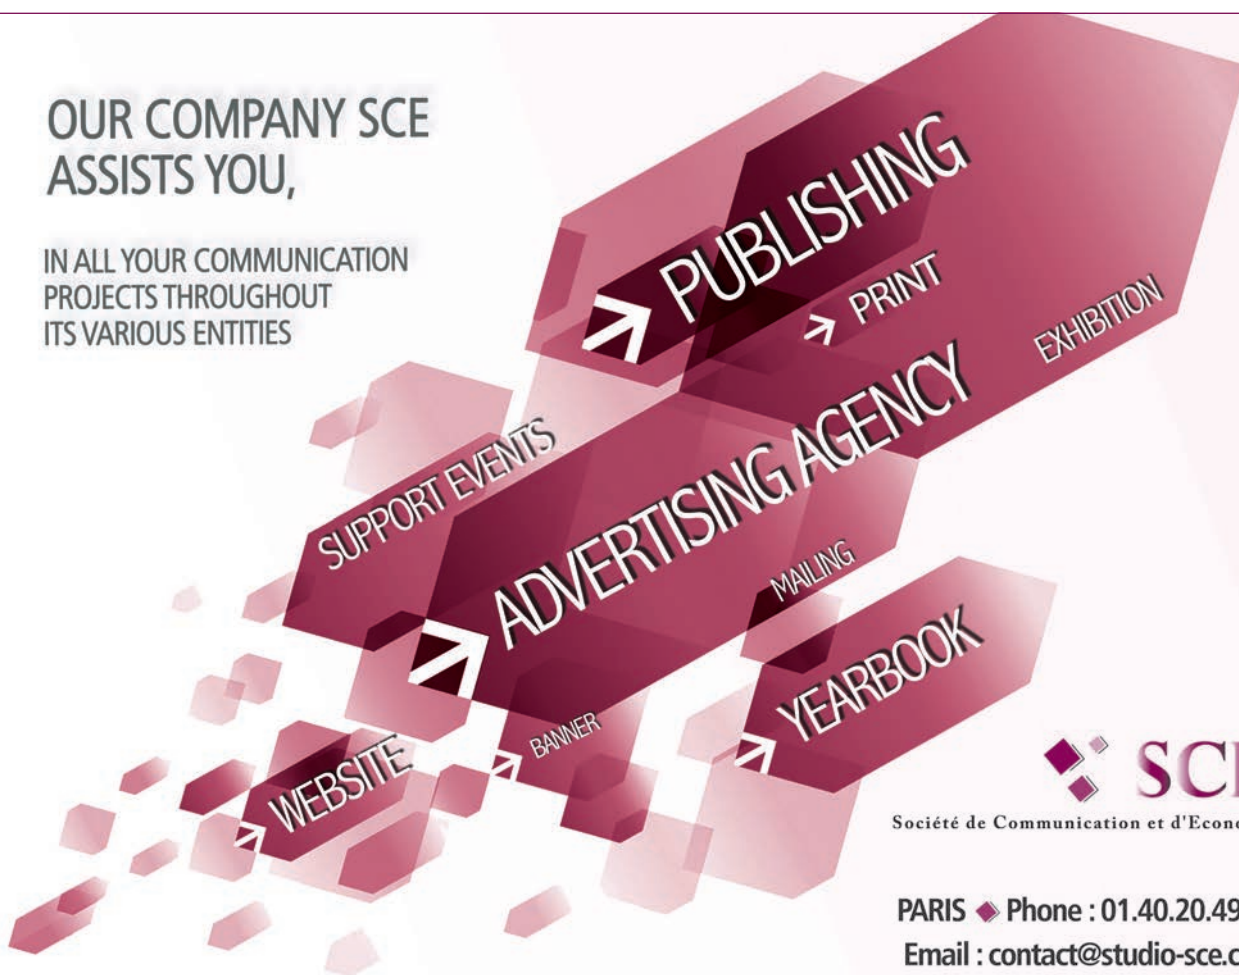 OUR COMPANY SCE
ASSISTS YOU,
IN ALL YOUR COMMUNICATION
PROJECTS THROUGHOUT
ITS VARIOUS ENTITIES
PUBLISHING
PRINT
EXHIBITION
SUPPORT EVENTS
ADVERTISING AGENCY
MAILING
YEARBOOK
BANNER
WEBSITE
SCE
Société de Communication et d'Econo
PARIS Phone : 01.40.20.49
Email : contact@studio-sce.c